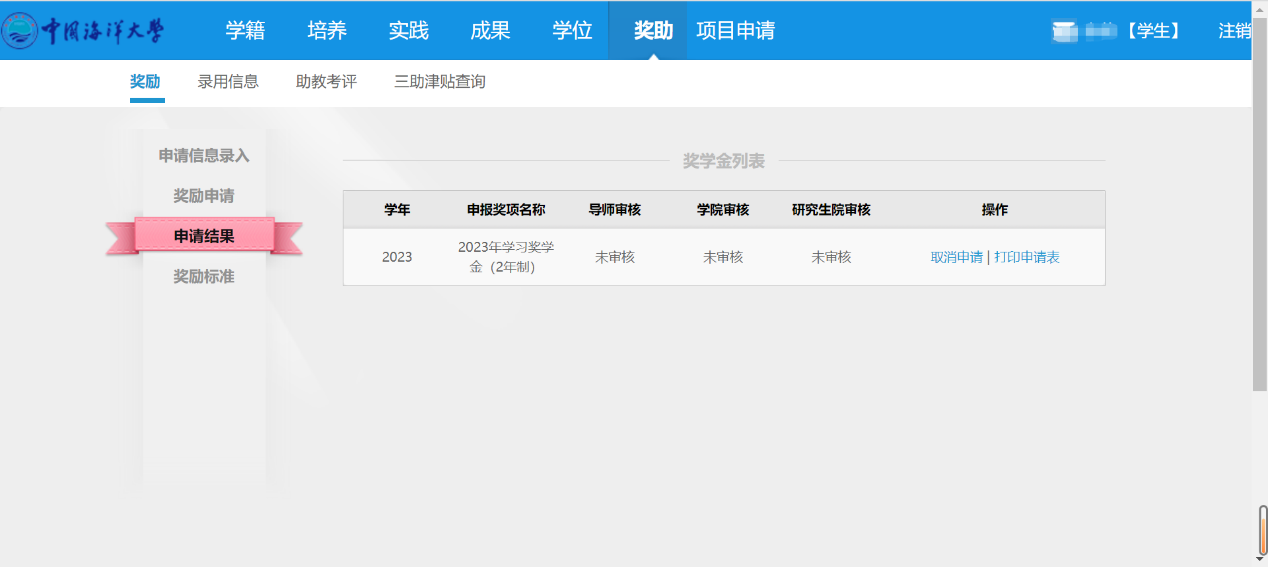 中国海洋大学 学籍 培养 实践 成果 学位 奖励 项目申请 【学生】 注销
奖励 录用信息 助教考评 三助津贴查询
申请信息录入
奖励申请
申请结果
奖励标准
奖学金列表
学年 申报奖项名称 导师审核 学院审核 研究生院审核 操作
2023 2023年学习奖学
金（2年制） 未审核 未审核 未审核 取消申请 | 打印申请表